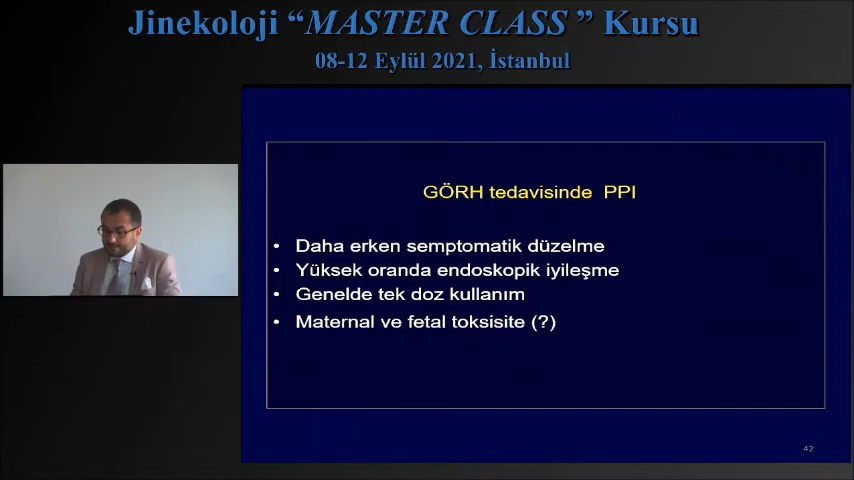 Jinekoloji “MASTER CLASS ” Kursu
08-12 Eylül 2021, İstanbul
GÖRH tedavisinde PPI
• Daha erken semptomatik düzelme
• Yüksek oranda endoskopik iyileşme
• Genelde tek doz kullanım
• Maternal ve fetal toksisite (?)
42